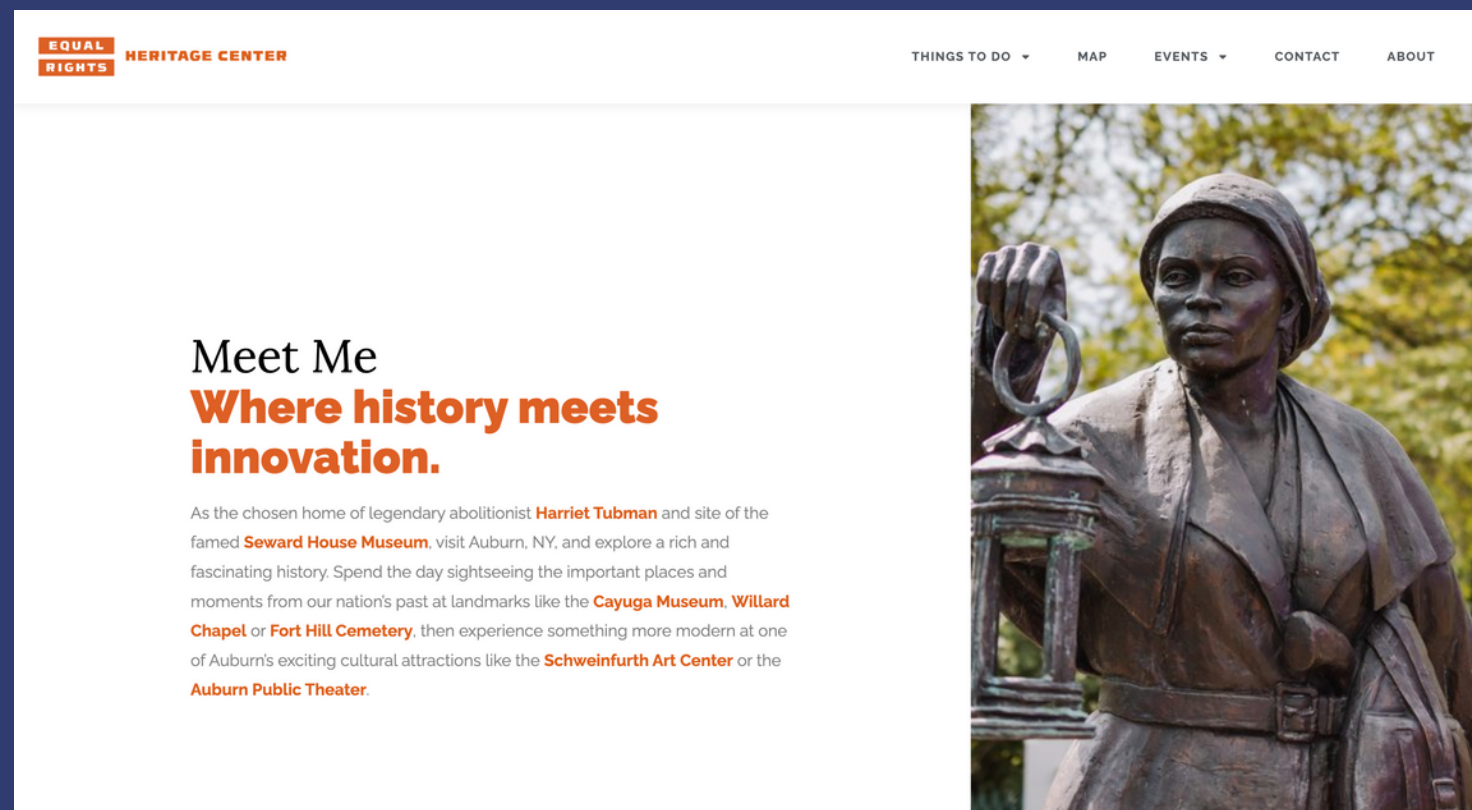 EQUAL
RIGHTS
HERITAGE CENTER
THINGS TO DO
MAP
EVENTS
CONTACT
ABOUT
Meet Me
Where history meets
innovation.
As the chosen home of legendary abolitionist Harriet Tubman and site of the
famed Seward House Museum, visit Auburn, NY, and explore a rich and
fascinating history. Spend the day sightseeing the important places and
moments from our nation's past at landmarks like the Cayuga Museum, Willard
Chapel or Fort Hill Cemetery, then experience something more modern at one
of Auburn's exciting cultural attractions like the Schweinfurth Art Center or the
Auburn Public Theater.